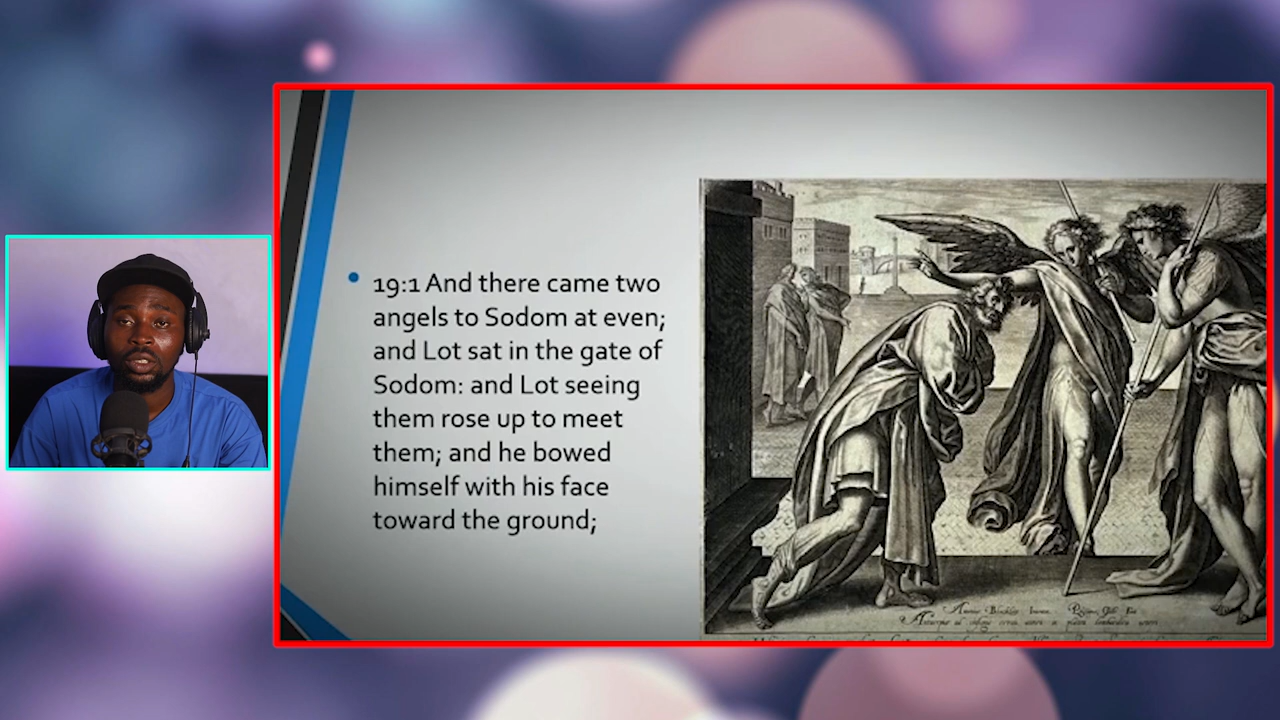 19:1 And there came two
angels to Sodom at even;
and Lot sat in the gate of
Sodom: and Lot seeing
them rose up to meet
them; and he bowed
himself with his face
toward the ground;